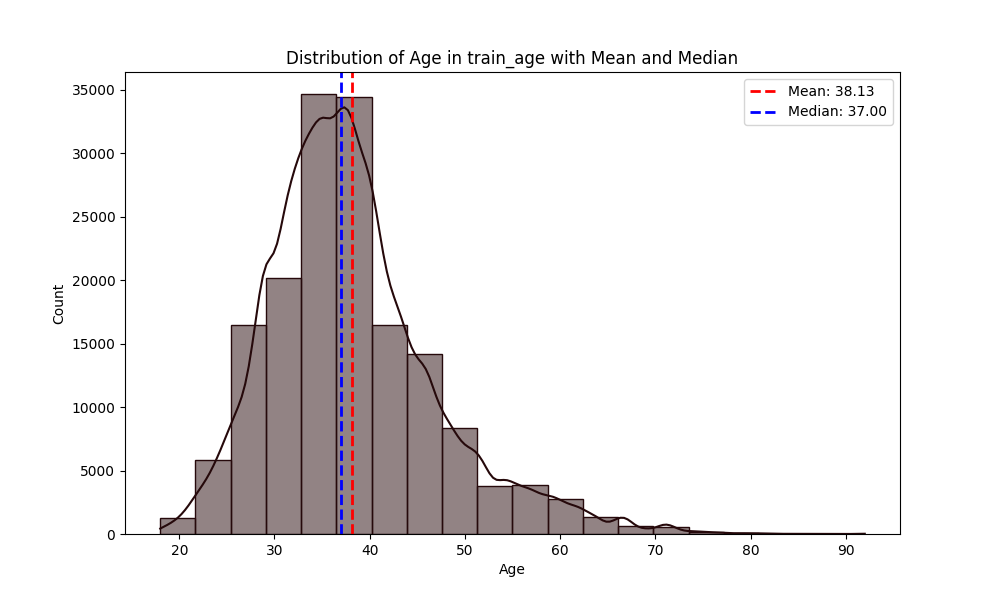 Distribution of Age in train_age with Mean and Median
Mean: 38.13
Median: 37.00
Count
35000
30000
25000
20000
15000
10000
5000
0
20 30 40 50 60 70 80 90
Age